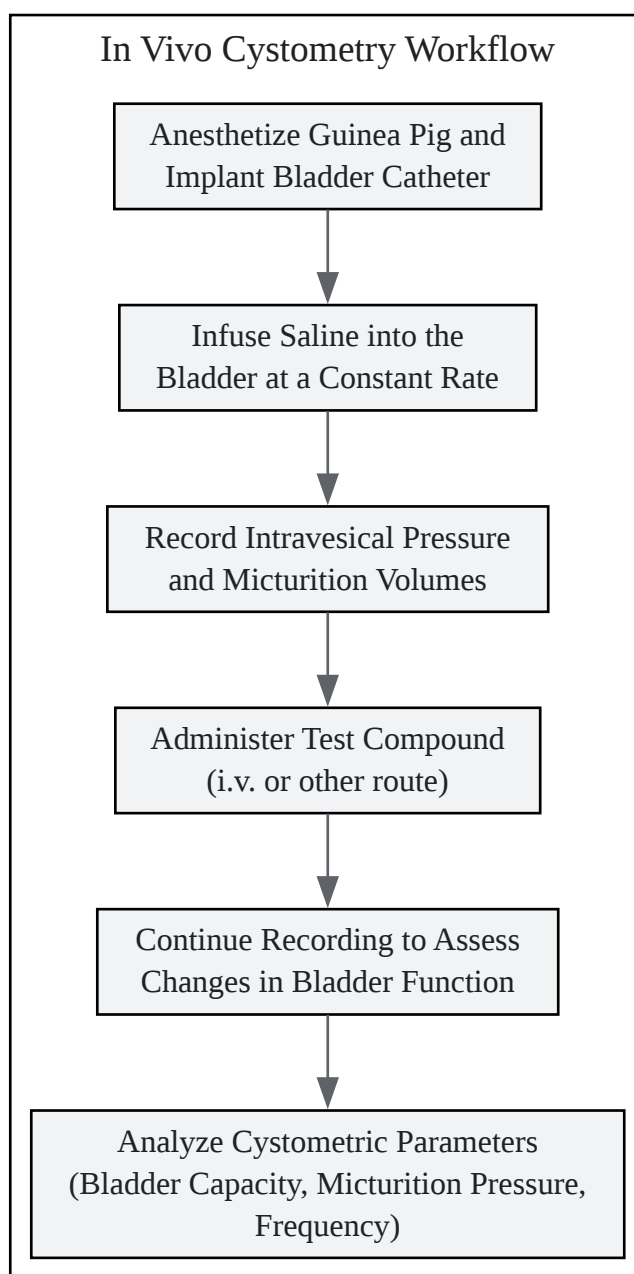 In Vivo Cystometry Workflow
Anesthetize Guinea Pig and
Implant Bladder Catheter
Infuse Saline into the
Bladder at a Constant Rate
Record Intravesical Pressure
and Micturition Volumes
Administer Test Compound
(i.v. or other route)
Continue Recording to Assess
Changes in Bladder Function
Analyze Cystometric Parameters
(Bladder Capacity, Micturition Pressure,
Frequency)